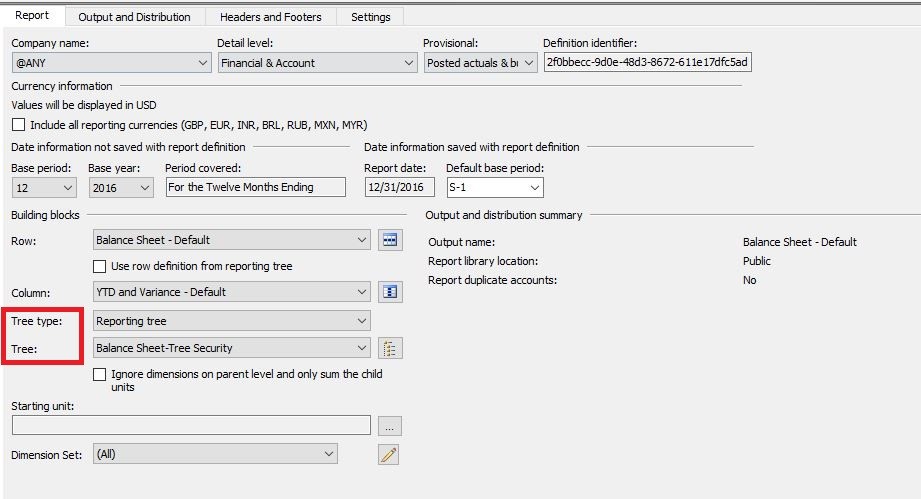 Report Output and Distribution Headers and Footers Settings
Company name: Detail level: Provisional: Definition identifier:
@ANY Financial & Account Posted actuals & bu 2f0bbecc-9d0e-48d3-8672-611e17dfc5ad
Currency information
Values will be displayed in USD
Include all reporting currencies (GBP, EUR, INR, BRL, RUB, MXN, MYR)
Date information not saved with report definition Date information saved with report definition
Base period: Base year: Period covered: Report date: Default base period:
12 2016 For the Twelve Months Ending 12/31/2016 S-1
Building blocks Output and distribution summary
Row: Balance Sheet - Default Output name: Balance Sheet - Default
Use row definition from reporting tree Report library location: Public
Column: YTD and Variance - Default Report duplicate accounts: No
Tree type: Reporting tree
Tree: Balance Sheet-Tree Security
Ignore dimensions on parent level and only sum the child
units
Starting unit:
...
Dimension Set: (All)